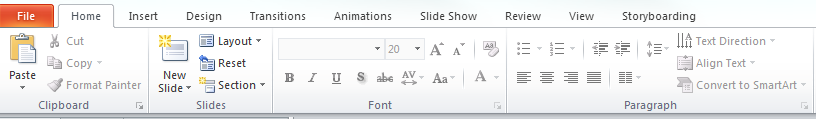 File Home Insert Design Transitions Animations Slide Show Review View Storyboarding
Paste
Cut
Copy
Format Painter
Clipboard
New
Slide
Layout
Reset
Section
Slides
20 A A Aa
B I U S abc AV Aa A
Font
Text Direction
Align Text
Convert to SmartArt
Paragraph